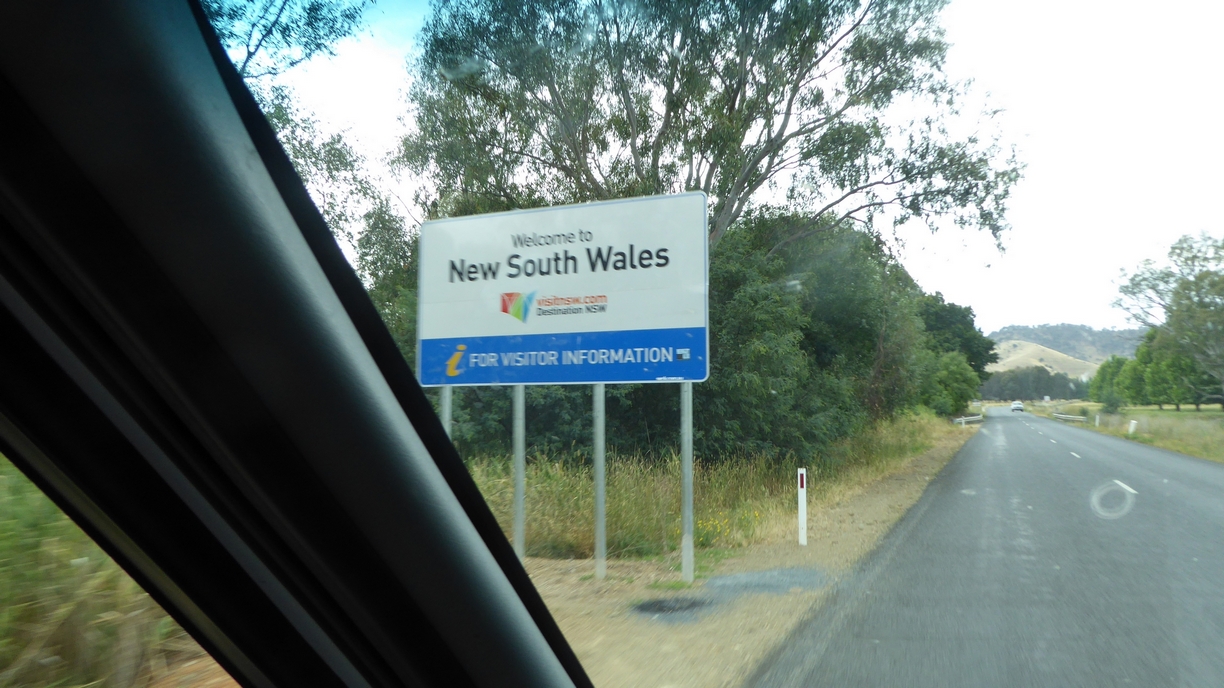 Welcome to
New South Wales
visitnsw.com
Destination NSW
i FOR VISITOR INFORMATION